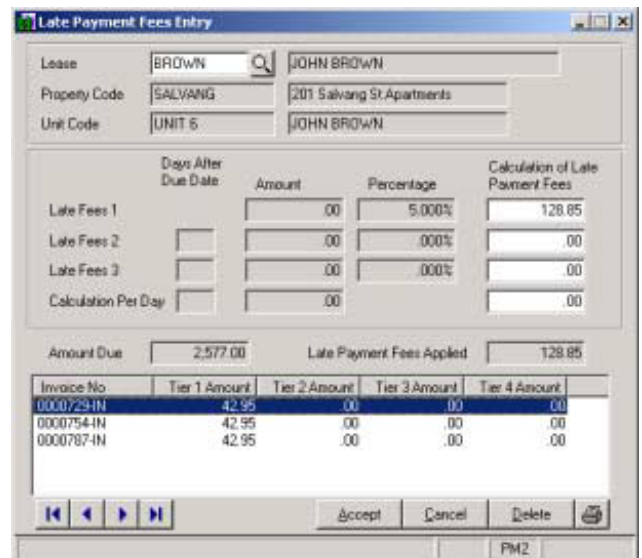 Late Payment Fees Entry
Lease BROWN JOHN BROWN
Property Code SALVANG 201 Salvang St Apartments
Unit Code UNIT 6 JOHN BROWN
Days After Due Date Amount Percentage Calculation of Late Payment Fees
Late Fees 1 .00 5.000% 128.85
Late Fees 2 .00 .000% .00
Late Fees 3 .00 .000% .00
Calculation Per Day .00 .00
Amount Due 2,577.00 Late Payment Fees Applied 128.85
Invoice No Tier 1 Amount Tier 2 Amount Tier 3 Amount Tier 4 Amount
0000729-IN 42.95 .00 .00 .00
0000754-IN 42.95 .00 .00 .00
0000787-IN 42.95 .00 .00 .00
Accept Cancel Delete
PM2